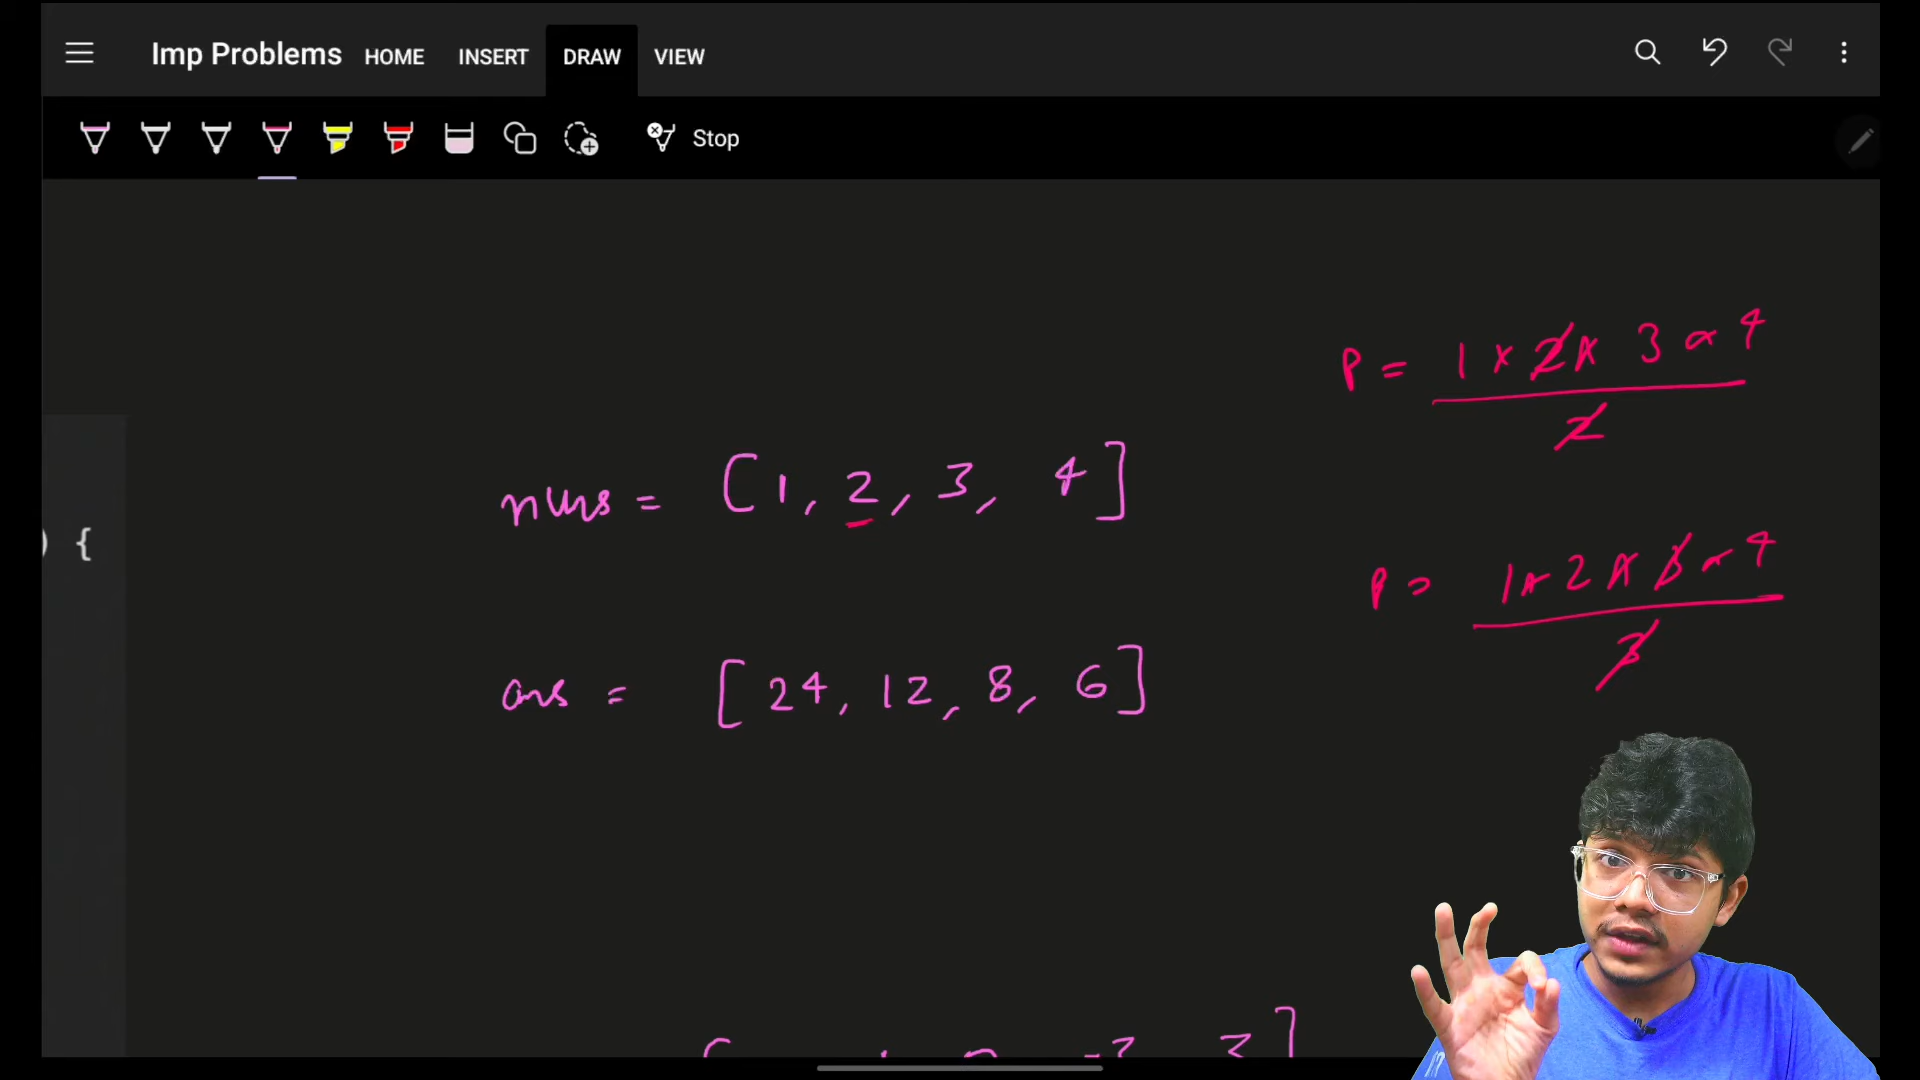 Imp Problems HOME INSERT DRAW VIEW
Stop
P = 1 x 2 x 3 x 4
2
nums = [1, 2, 3, 4]
) {
P = 1 x 2 x 3 x 4
3
ans = [24, 12, 8, 6]
3]